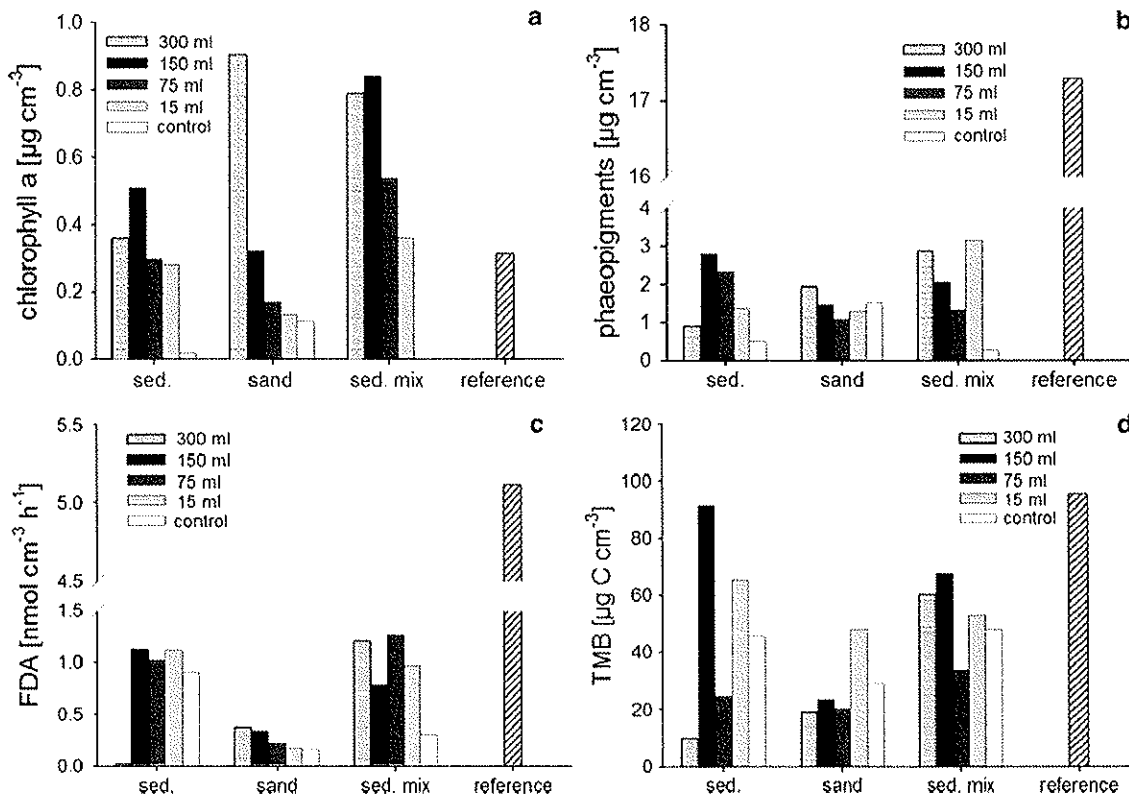 a
chlorophyll a [µg cm⁻³]
1.0
0.8
0.6
0.4
0.2
0.0
300 ml
150 ml
75 ml
15 ml
control
sed.
sand
sed. mix
reference
b
phaeopigments [µg cm⁻³]
18
17
16
4
3
2
1
0
300 ml
150 ml
75 ml
15 ml
control
sed.
sand
sed. mix
reference
c
FDA [nmol cm⁻³ h⁻¹]
5.5
5.0
4.5
1.5
1.0
0.5
0.0
300 ml
150 ml
75 ml
15 ml
control
sed.
sand
sed. mix
reference
d
TMB [µg C cm⁻³]
120
100
80
60
40
20
0
300 ml
150 ml
75 ml
15 ml
control
sed.
sand
sed. mix
reference